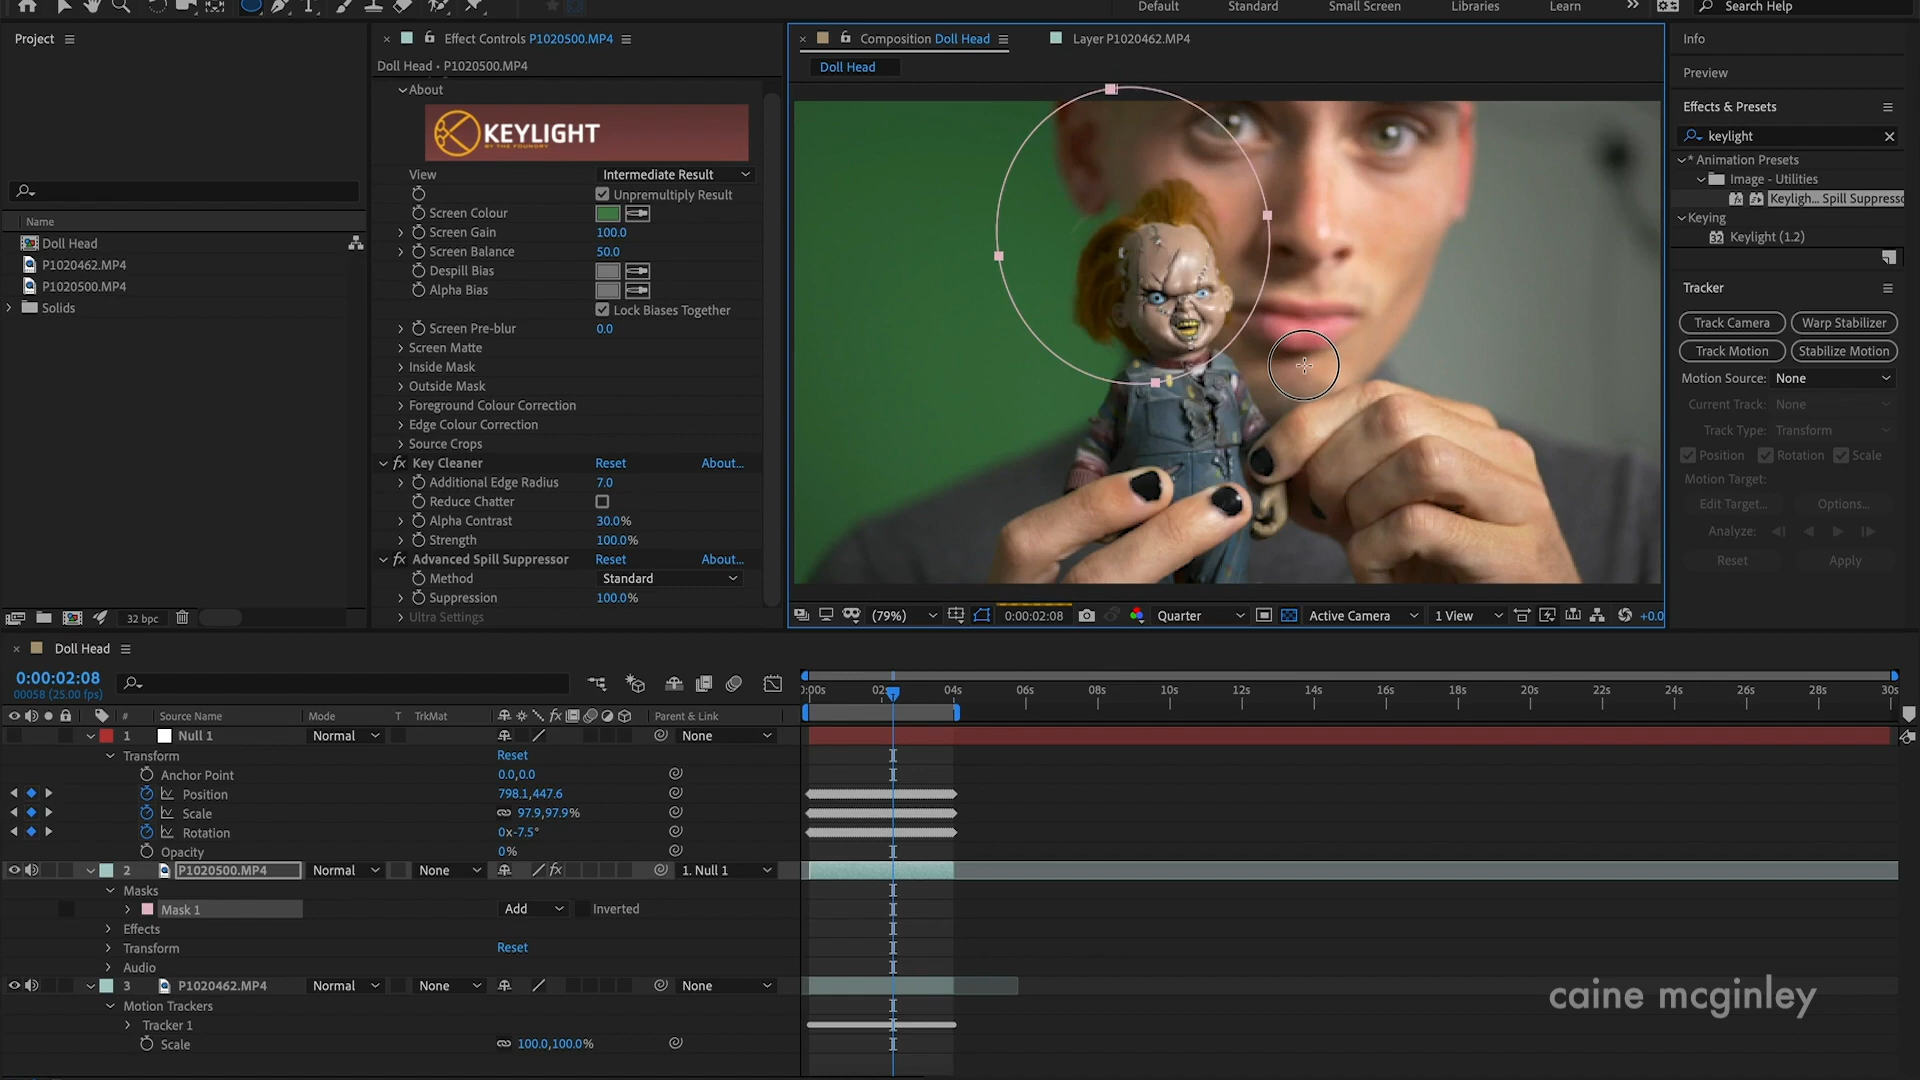 Default Standard Small Screen Libraries Learn Search Help
Project
Effect Controls P1020500.MP4
Composition Doll Head
Layer P1020462.MP4
Info
Doll Head • P1020500.MP4
Doll Head
Preview
About
KEYLIGHT
BY THE FOUNDRY
Effects & Presets
keylight
* Animation Presets
Image - Utilities
Keyligh... Spill Suppresso
Keying
Keylight (1.2)
View Intermediate Result
Unpremultiply Result
Screen Colour
Screen Gain 100.0
Screen Balance 50.0
Despill Bias
Alpha Bias
Lock Biases Together
Screen Pre-blur 0.0
Screen Matte
Inside Mask
Outside Mask
Foreground Colour Correction
Edge Colour Correction
Source Crops
Key Cleaner Reset About...
Additional Edge Radius 7.0
Reduce Chatter
Alpha Contrast 30.0%
Strength 100.0%
Advanced Spill Suppressor Reset About...
Method Standard
Suppression 100.0%
Ultra Settings
Name
Doll Head
P1020462.MP4
P1020500.MP4
Solids
32 bpc
Tracker
Track Camera Warp Stabilizer
Track Motion Stabilize Motion
Motion Source: None
Current Track: None
Track Type: Transform
Position Rotation Scale
Motion Target:
Edit Target... Options...
Analyze:
Reset Apply
(79%) 0:00:02:08 Quarter Active Camera 1 View +0.0
Doll Head
0:00:02:08
00058 (25.00 fps)
):00s 02s 04s 06s 08s 10s 12s 14s 16s 18s 20s 22s 24s 26s 28s 30s
# Source Name Mode T TrkMat fx Parent & Link
1 Null 1 Normal None
Transform Reset
Anchor Point 0.0,0.0
Position 798.1,447.6
Scale 97.9,97.9%
Rotation 0x-7.5°
Opacity 0%
2 P1020500.MP4 Normal None fx 1. Null 1
Masks
Mask 1 Add Inverted
Effects
Transform Reset
Audio
3 P1020462.MP4 Normal None None
Motion Trackers
Tracker 1
Scale 100.0,100.0%
caine mcginley